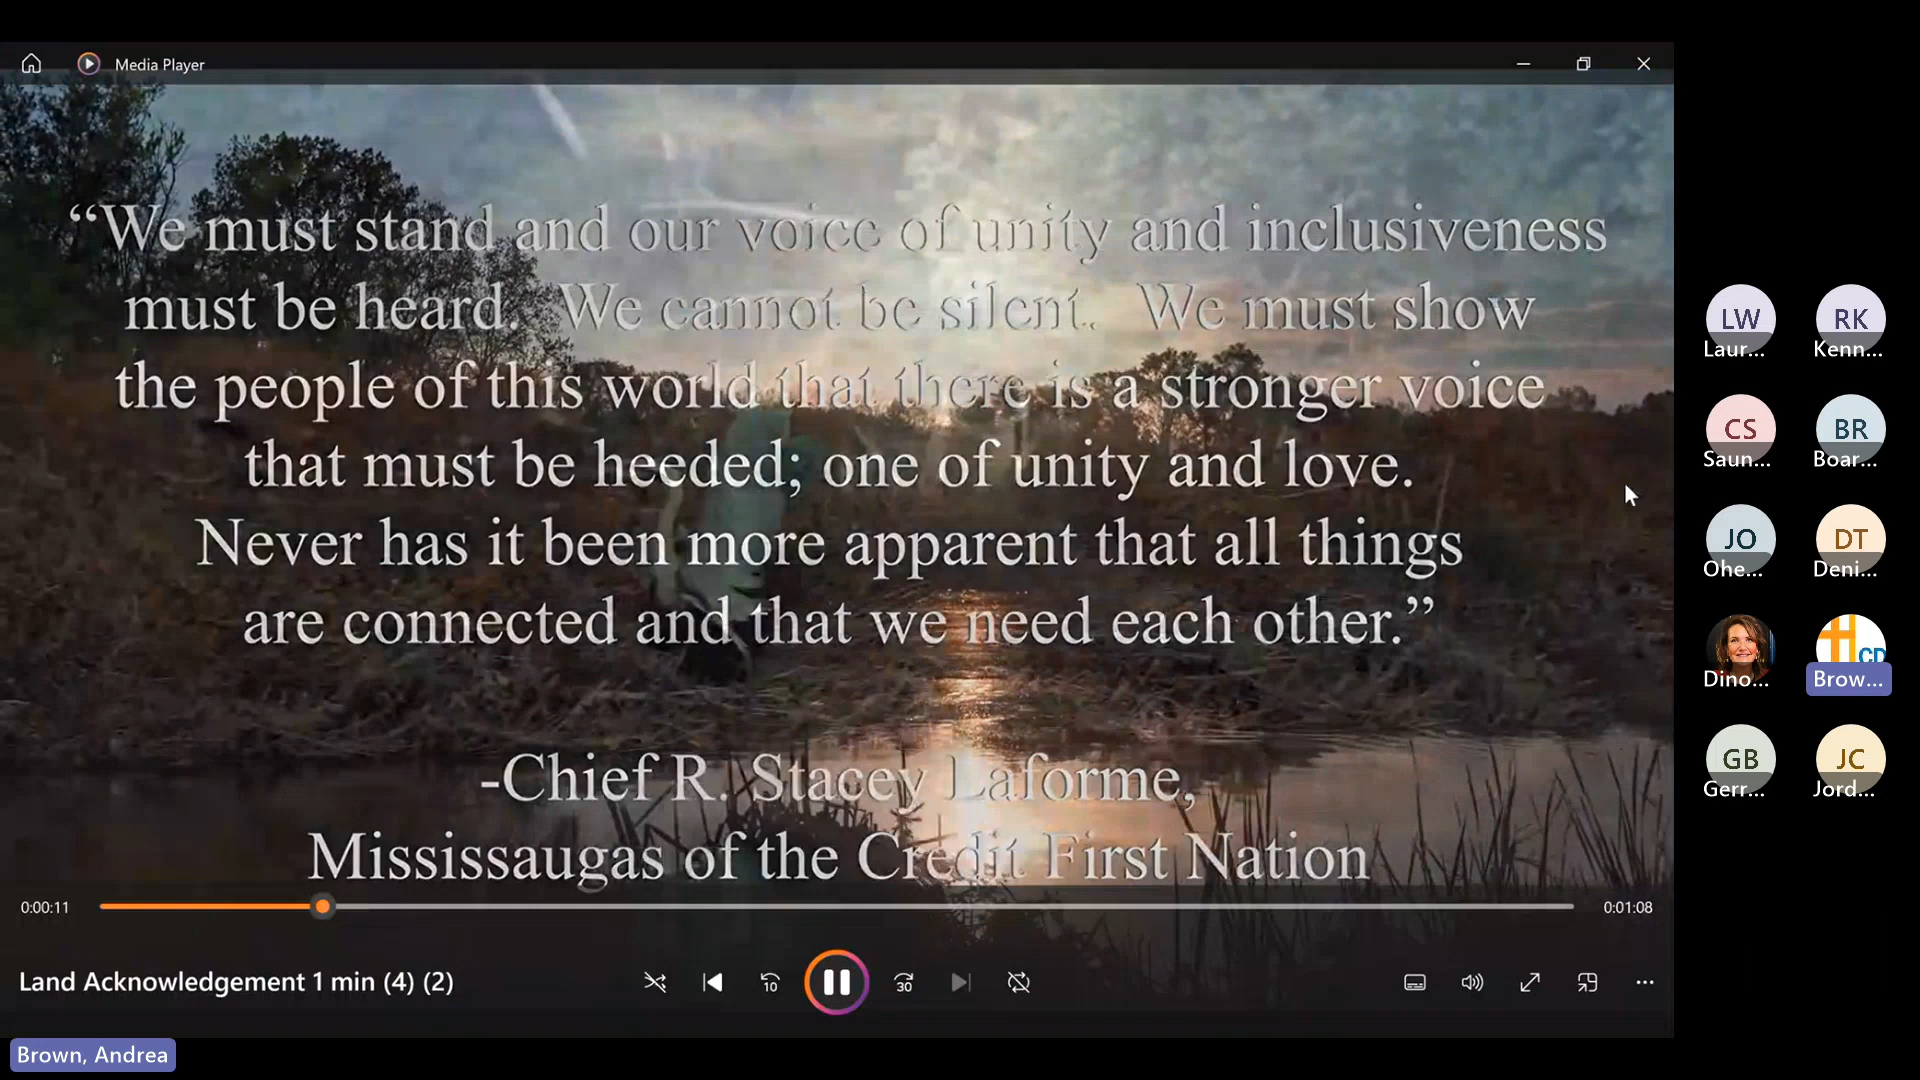 Media Player
“We must stand and our voice of unity and inclusiveness
must be heard. We cannot be silent. We must show
the people of this world that there is a stronger voice
that must be heeded; one of unity and love.
Never has it been more apparent that all things
are connected and that we need each other.”
-Chief R. Stacey Laforme,
Mississaugas of the Credit First Nation
0:00:11
0:01:08
Land Acknowledgement 1 min (4) (2)
10
30
Brown, Andrea
LW
Laur...
RK
Kenn...
CS
Saun...
BR
Boar...
JO
Ohe...
DT
Deni...
Dino...
CD
Brow...
GB
Gerr...
JC
Jord...